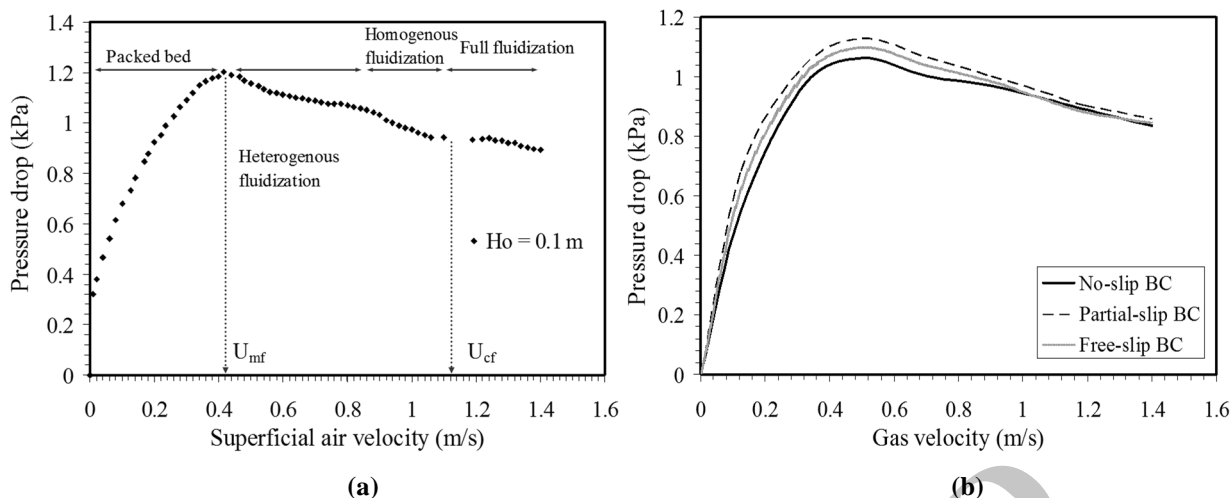 1.4
1.2
1
0.8
0.6
0.4
0.2
0
Pressure drop (kPa)
Packed bed
Homogenous
fluidization
Full fluidization
Heterogenous
fluidization
Ho = 0.1 m
Umf
Ucf
0 0.2 0.4 0.6 0.8 1 1.2 1.4 1.6
Superficial air velocity (m/s)
(a)
1.2
1
0.8
0.6
0.4
0.2
0
Pressure drop (kPa)
No-slip BC
Partial-slip BC
Free-slip BC
0 0.2 0.4 0.6 0.8 1 1.2 1.4 1.6
Gas velocity (m/s)
(b)